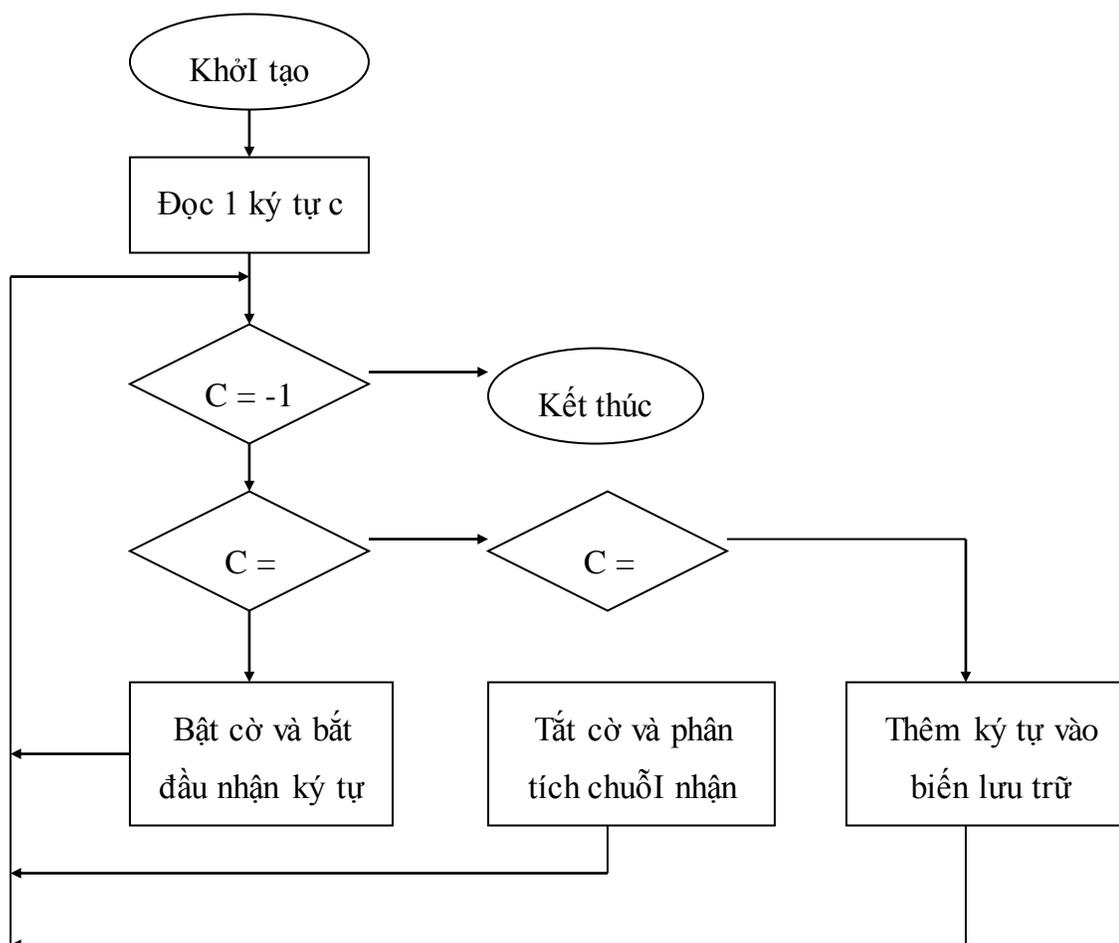 KhởI tạo
Đọc 1 ký tự c
C = -1
Kết thúc
C =
C =
Bật cờ và bắt
đầu nhận ký tự
Tắt cờ và phân
tích chuỗI nhận
Thêm ký tự vào
biến lưu trữ